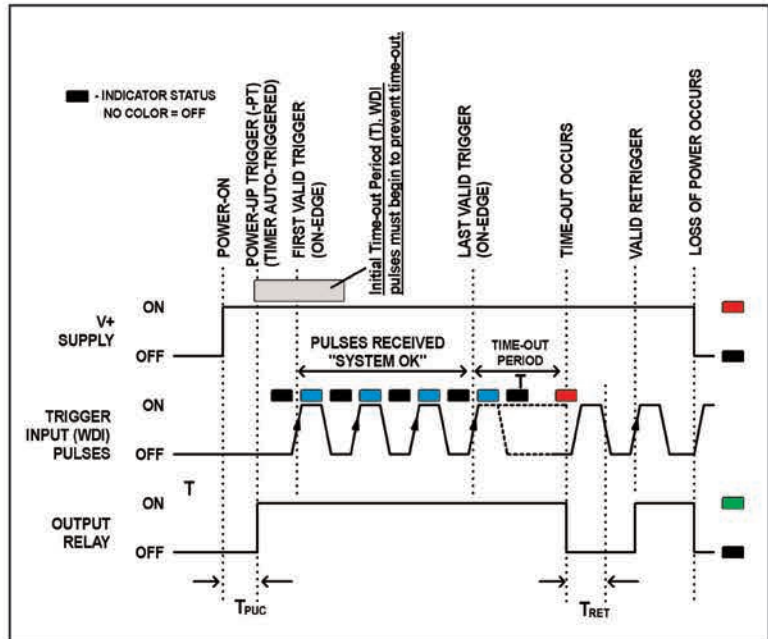 - INDICATOR STATUS
NO COLOR = OFF
POWER-ON
POWER-UP TRIGGER (-PT)
(TIMER AUTO-TRIGGERED)
FIRST VALID TRIGGER
(ON-EDGE)
Initial Time-out Period (T). WDI
pulses must begin to prevent time-out.
LAST VALID TRIGGER
(ON-EDGE)
TIME-OUT OCCURS
VALID RETRIGGER
LOSS OF POWER OCCURS
V+
SUPPLY
ON
OFF
PULSES RECEIVED
"SYSTEM OK"
TIME-OUT
PERIOD
T
TRIGGER
INPUT (WDI)
PULSES
ON
OFF
T
OUTPUT
RELAY
ON
OFF
TPUC
TRET